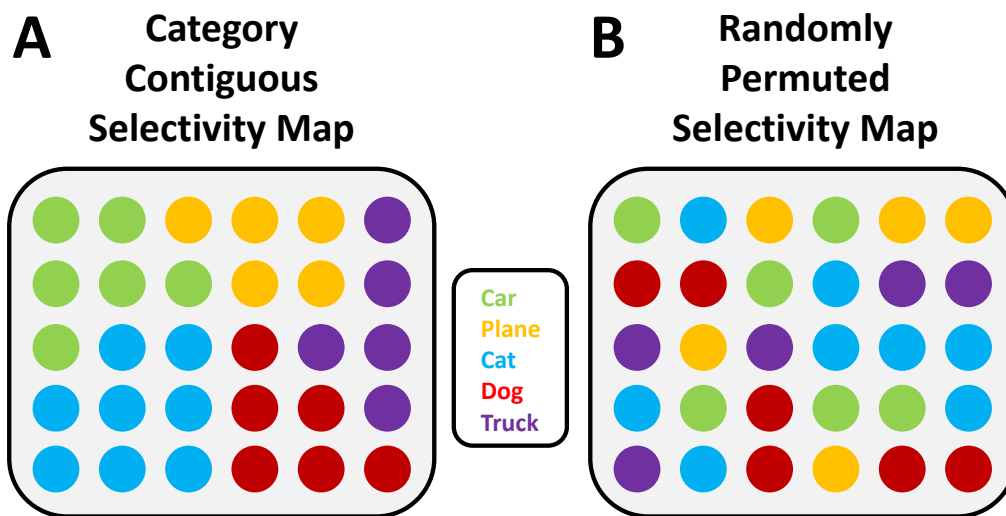 A
Category
Contiguous
Selectivity Map
B
Randomly
Permuted
Selectivity Map
Car
Plane
Cat
Dog
Truck